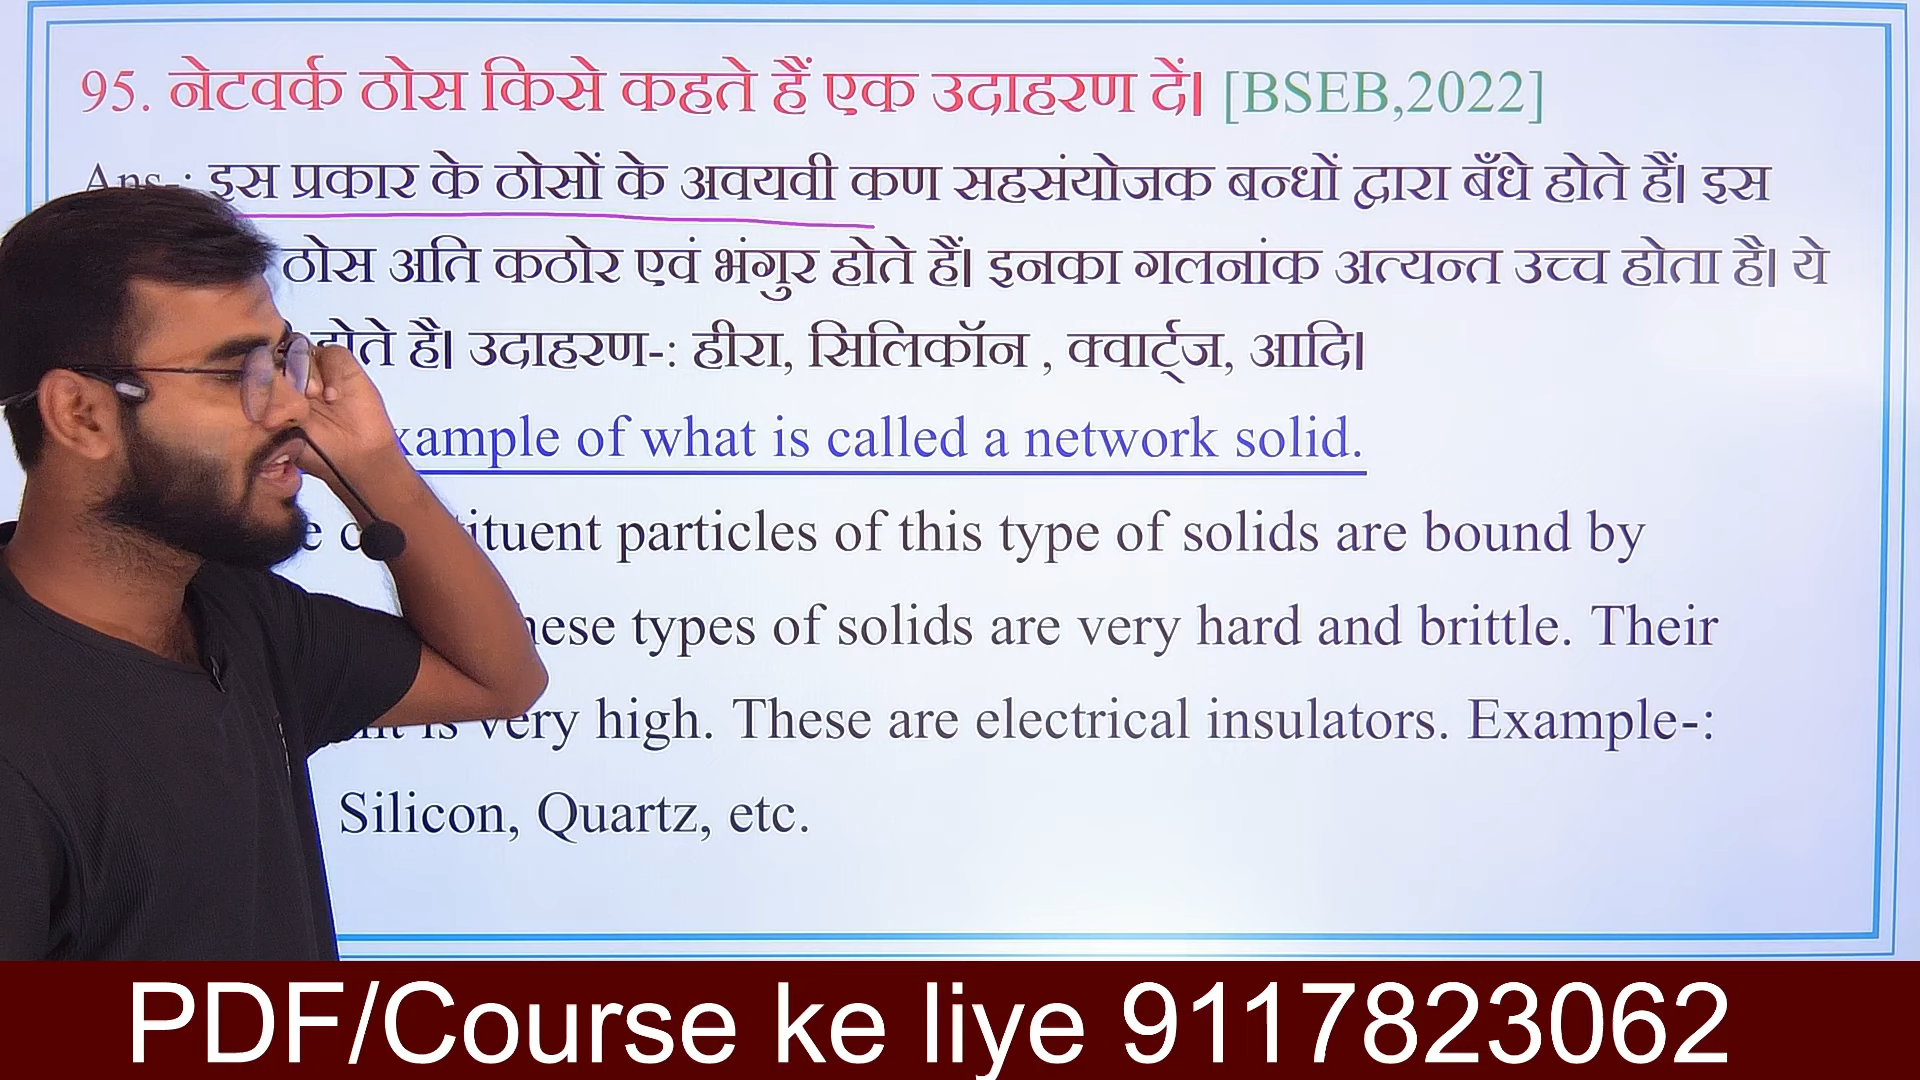 95. नेटवर्क ठोस किसे कहते हैं एक उदाहरण दें। [BSEB,2022]
Ans-: इस प्रकार के ठोसों के अवयवी कण सहसंयोजक बन्धों द्वारा बँधे होते हैं। इस
ठोस अति कठोर एवं भंगुर होते हैं। इनका गलनांक अत्यन्त उच्च होता है। ये
होते है। उदाहरण-: हीरा, सिलिकॉन , क्वार्ट्ज, आदि।
xample of what is called a network solid.
particles of this type of solids are bound by
types of solids are very hard and brittle. Their
is very high. These are electrical insulators. Example-:
Silicon, Quartz, etc.
PDF/Course ke liye 9117823062